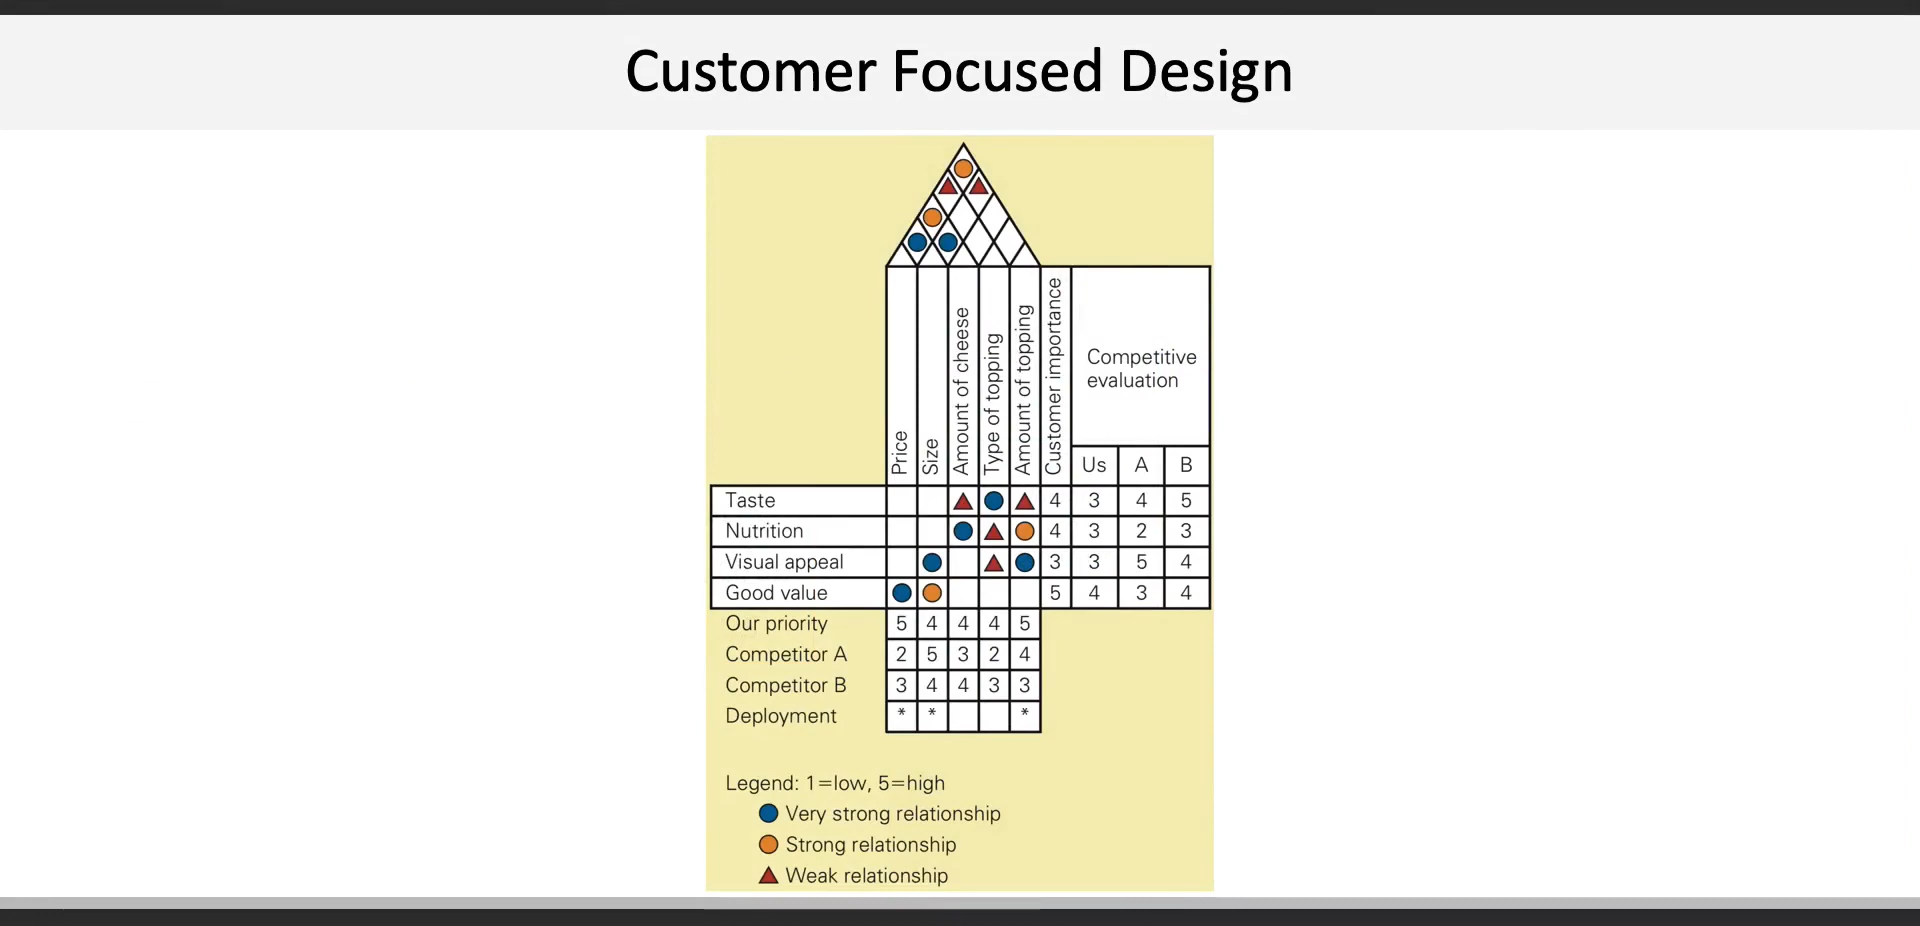 Customer Focused Design
Price
Size
Amount of cheese
Type of topping
Amount of topping
Customer importance
Competitive
evaluation
Us A B
Taste 4 3 4 5
Nutrition 4 3 2 3
Visual appeal 3 3 5 4
Good value 5 4 3 4
Our priority 5 4 4 4 5
Competitor A 2 5 3 2 4
Competitor B 3 4 4 3 3
Deployment * * *
Legend: 1=low, 5=high
Very strong relationship
Strong relationship
Weak relationship